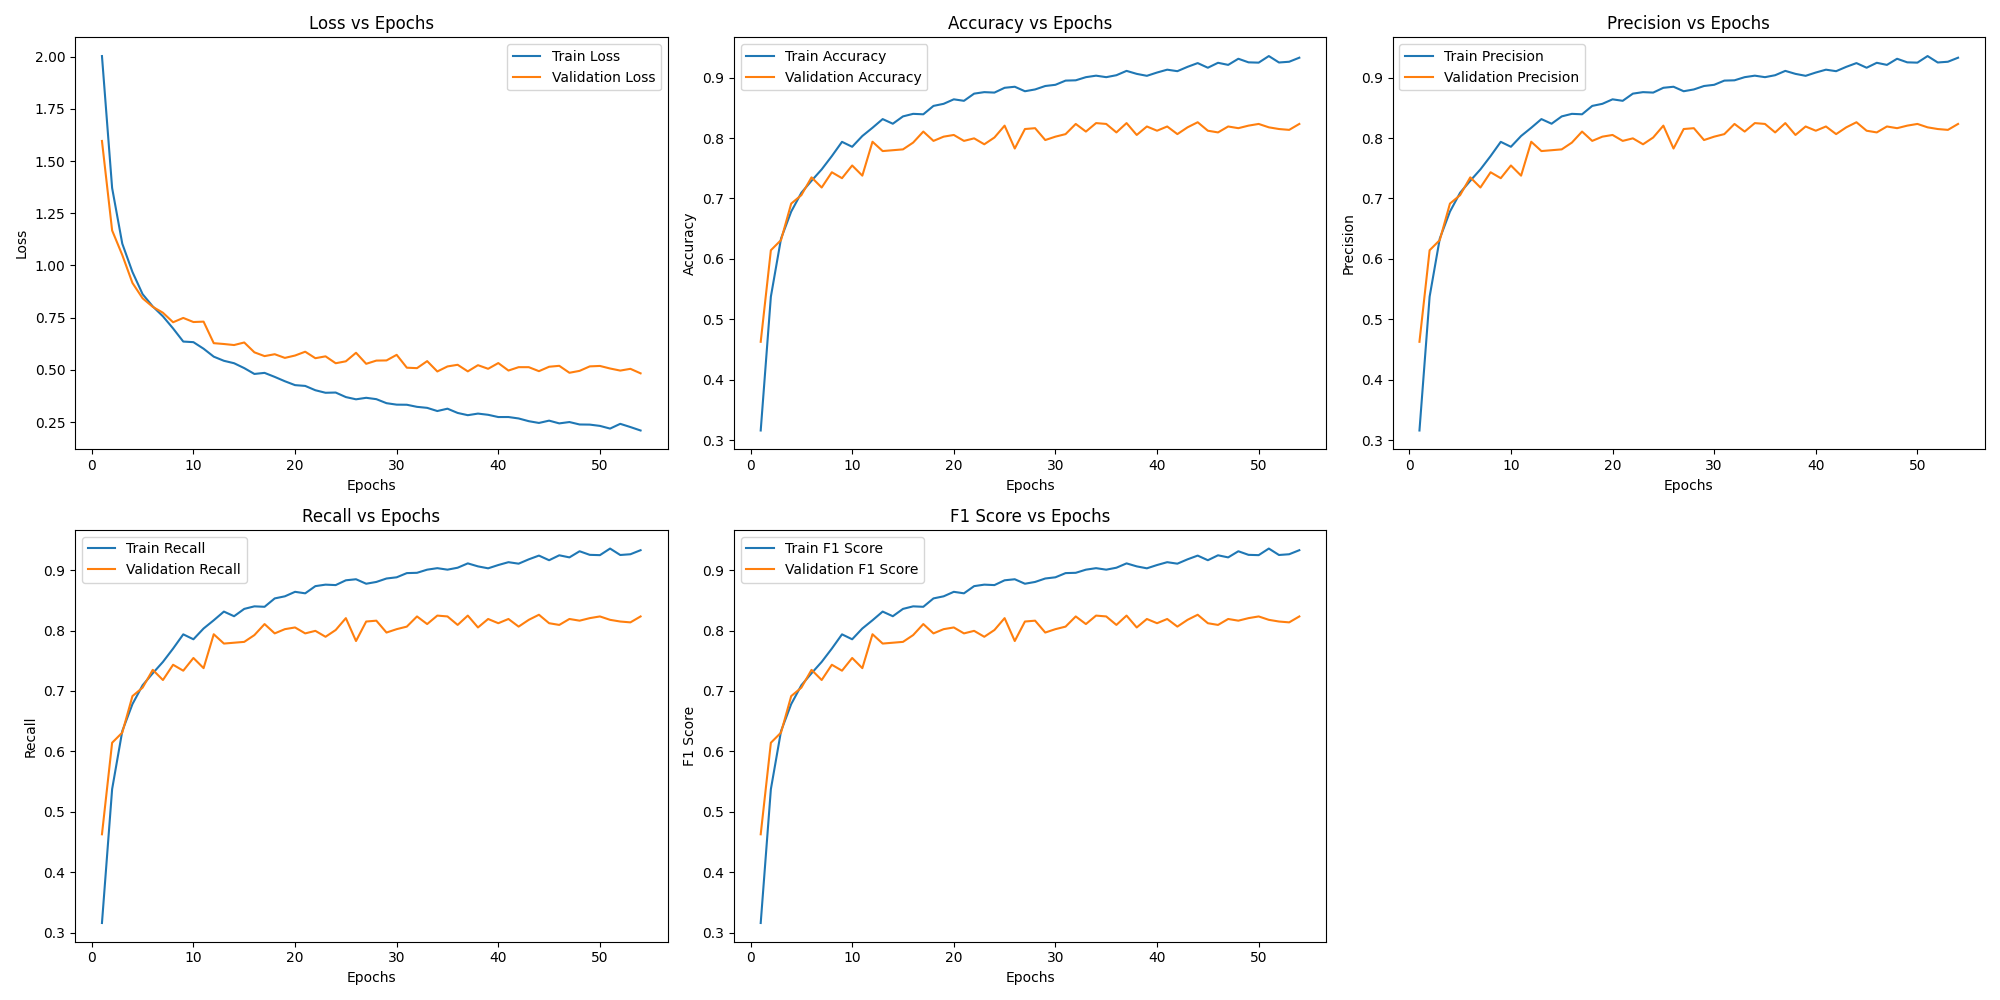 Loss vs Epochs
Train Loss
Validation Loss
2.00
1.75
1.50
1.25
1.00
0.75
0.50
0.25
Loss
0 10 20 30 40 50
Epochs
Accuracy vs Epochs
Train Accuracy
Validation Accuracy
0.9
0.8
0.7
0.6
0.5
0.4
0.3
Accuracy
0 10 20 30 40 50
Epochs
Precision vs Epochs
Train Precision
Validation Precision
0.9
0.8
0.7
0.6
0.5
0.4
0.3
Precision
0 10 20 30 40 50
Epochs
Recall vs Epochs
Train Recall
Validation Recall
0.9
0.8
0.7
0.6
0.5
0.4
0.3
Recall
0 10 20 30 40 50
Epochs
F1 Score vs Epochs
Train F1 Score
Validation F1 Score
0.9
0.8
0.7
0.6
0.5
0.4
0.3
F1 Score
0 10 20 30 40 50
Epochs